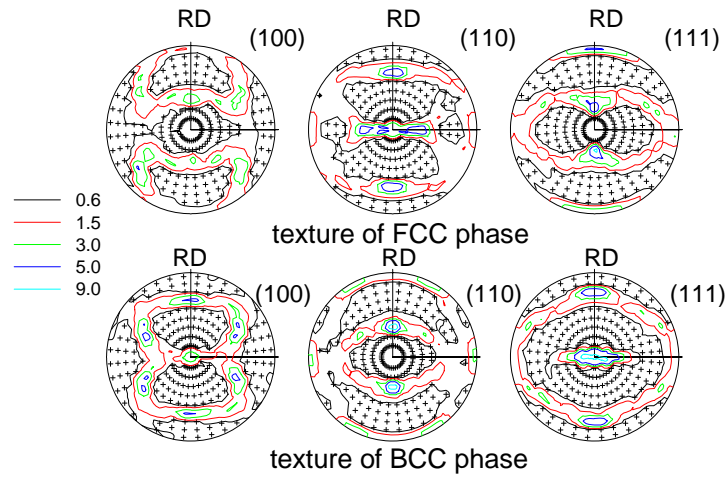 RD RD RD
(100) (110) (111)
0.6
1.5
3.0
5.0
9.0
texture of FCC phase
RD RD RD
(100) (110) (111)
texture of BCC phase